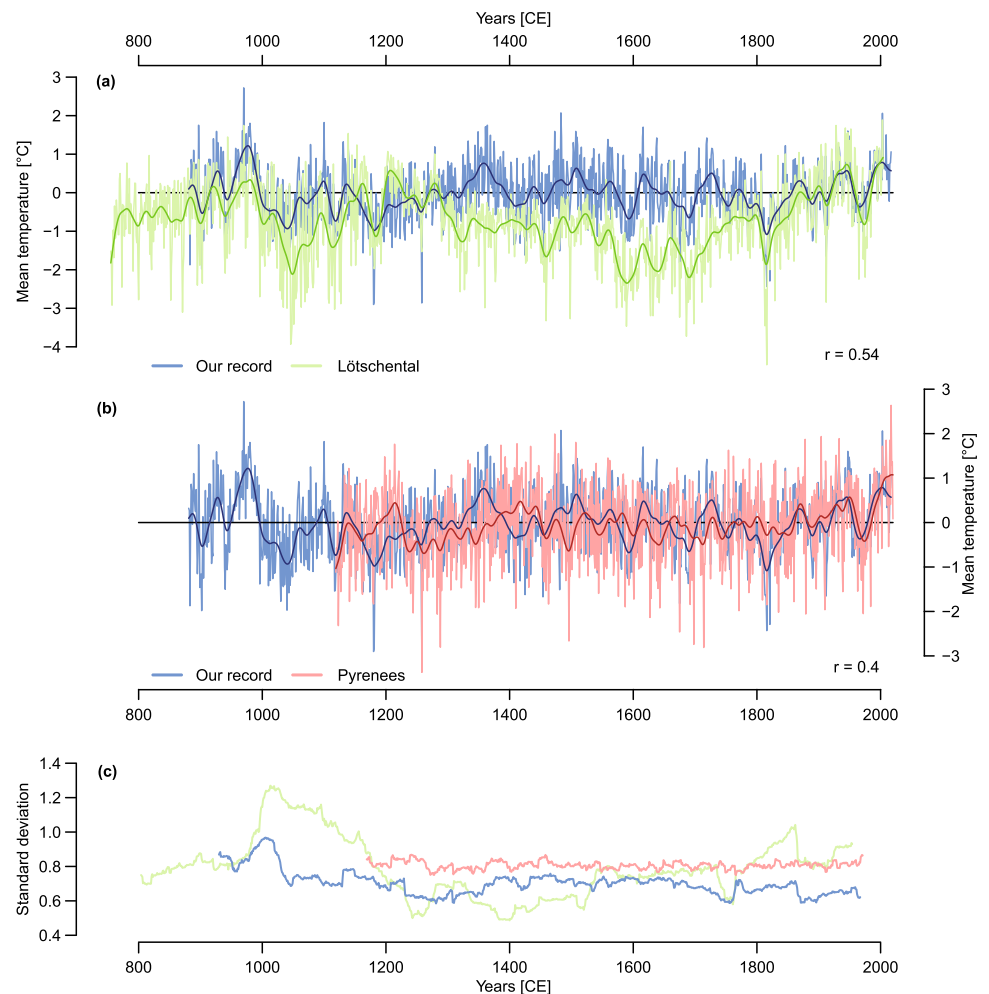 Years [CE]
800 1000 1200 1400 1600 1800 2000
(a)
3
2
1
0
−1
−2
−3
−4
Mean temperature [°C]
r = 0.54
Our record Lötschental
(b)
3
2
1
0
−1
−2
−3
Mean temperature [°C]
r = 0.4
Our record Pyrenees
800 1000 1200 1400 1600 1800 2000
(c)
1.4
1.2
1.0
0.8
0.6
0.4
Standard deviation
800 1000 1200 1400 1600 1800 2000
Years [CE]